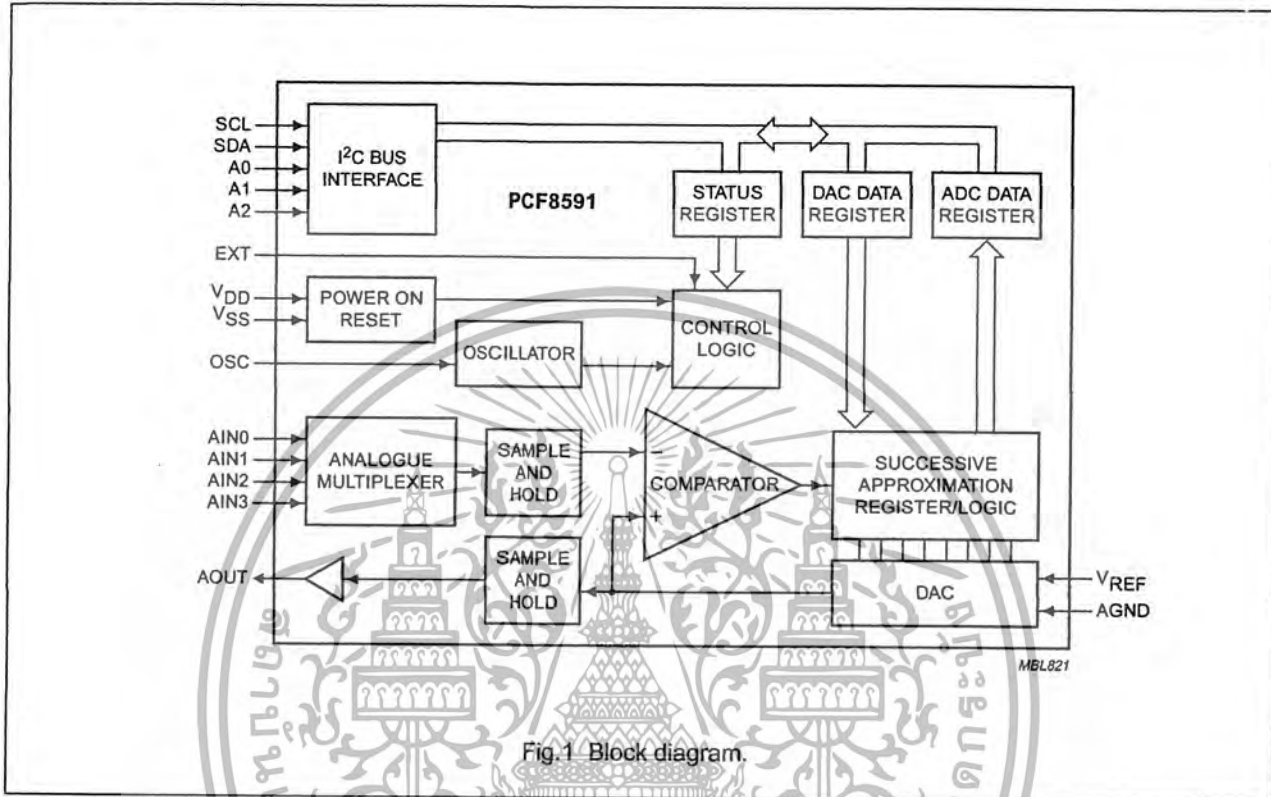 SCL
SDA
A0
A1
A2
I²C BUS
INTERFACE
PCF8591
STATUS
REGISTER
DAC DATA
REGISTER
ADC DATA
REGISTER
EXT
VDD
VSS
POWER ON
RESET
OSC
OSCILLATOR
CONTROL
LOGIC
AIN0
AIN1
AIN2
AIN3
ANALOGUE
MULTIPLEXER
SAMPLE
AND
HOLD
−
COMPARATOR
+
SUCCESSIVE
APPROXIMATION
REGISTER/LOGIC
AOUT
SAMPLE
AND
HOLD
DAC
VREF
AGND
MBL821
Fig.1 Block diagram.